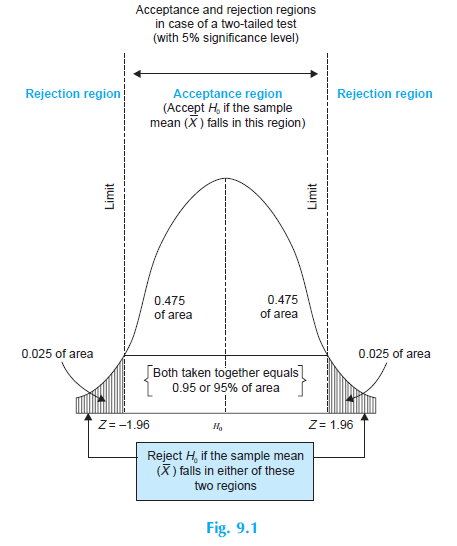 Acceptance and rejection regions
in case of a two-tailed test
(with 5% significance level)
Rejection region
Acceptance region
(Accept H₀ if the sample
mean (X̅) falls in this region)
Rejection region
Limit
Limit
0.475
of area
0.475
of area
0.025 of area
0.025 of area
Both taken together equals
0.95 or 95% of area
Z = –1.96
H₀
Z = 1.96
Reject H₀ if the sample mean
(X̅) falls in either of these
two regions
Fig. 9.1